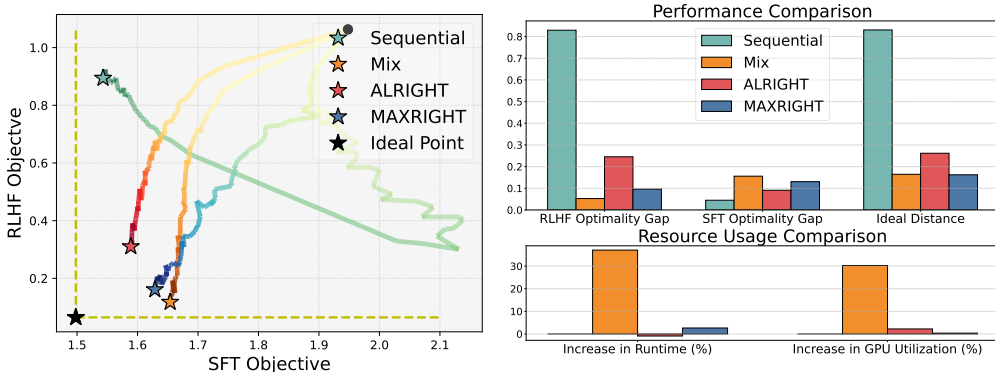 RLHF Objective
1.0
0.8
0.6
0.4
0.2
1.5 1.6 1.7 1.8 1.9 2.0 2.1
SFT Objective
Sequential
Mix
ALRIGHT
MAXRIGHT
Ideal Point
Performance Comparison
0.8
0.7
0.6
0.5
0.4
0.3
0.2
0.1
0.0
Sequential
Mix
ALRIGHT
MAXRIGHT
RLHF Optimality Gap SFT Optimality Gap Ideal Distance
Resource Usage Comparison
30
20
10
0
Increase in Runtime (%) Increase in GPU Utilization (%)